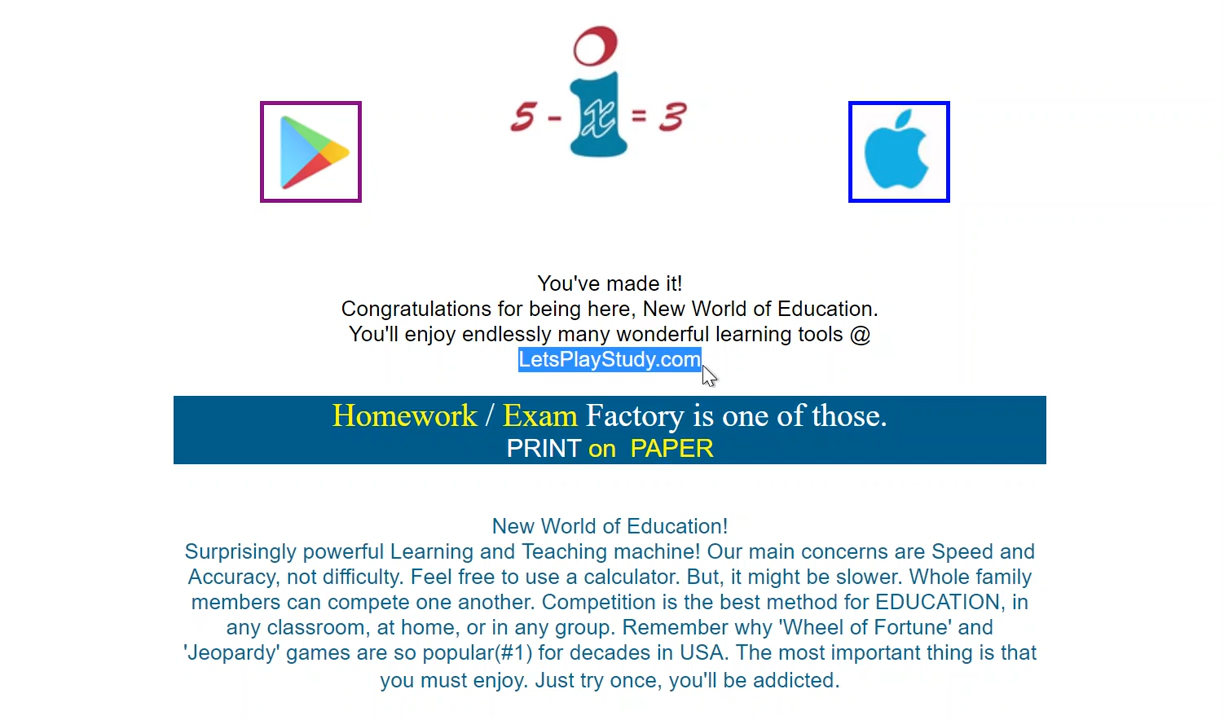 5 - x = 3
You've made it!
Congratulations for being here, New World of Education.
You'll enjoy endlessly many wonderful learning tools @
LetsPlayStudy.com
Homework / Exam Factory is one of those.
PRINT on PAPER
New World of Education!
Surprisingly powerful Learning and Teaching machine! Our main concerns are Speed and
Accuracy, not difficulty. Feel free to use a calculator. But, it might be slower. Whole family
members can compete one another. Competition is the best method for EDUCATION, in
any classroom, at home, or in any group. Remember why 'Wheel of Fortune' and
'Jeopardy' games are so popular(#1) for decades in USA. The most important thing is that
you must enjoy. Just try once, you'll be addicted.